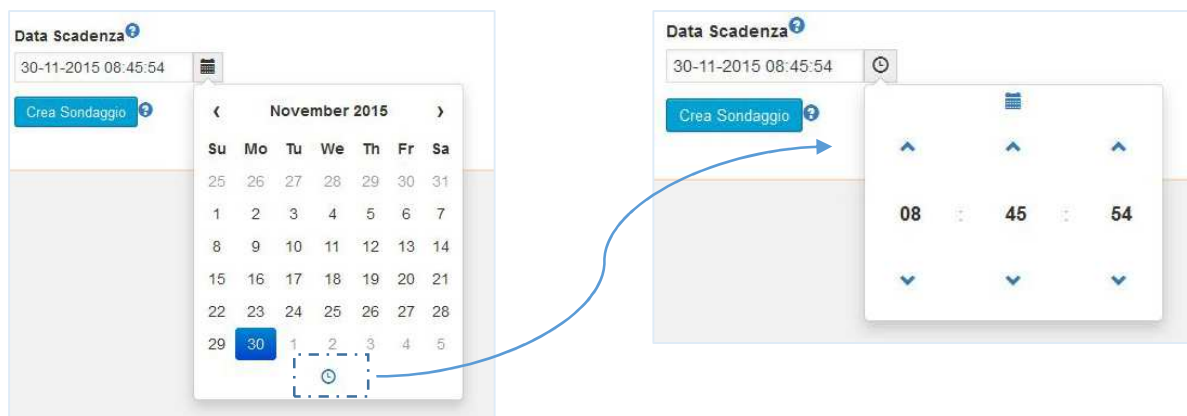 Data Scadenza
30-11-2015 08:45:54
Crea Sondaggio
‹ November 2015 ›
Su Mo Tu We Th Fr Sa
25 26 27 28 29 30 31
1 2 3 4 5 6 7
8 9 10 11 12 13 14
15 16 17 18 19 20 21
22 23 24 25 26 27 28
29 30 1 2 3 4 5
Data Scadenza
30-11-2015 08:45:54
Crea Sondaggio
08 : 45 : 54